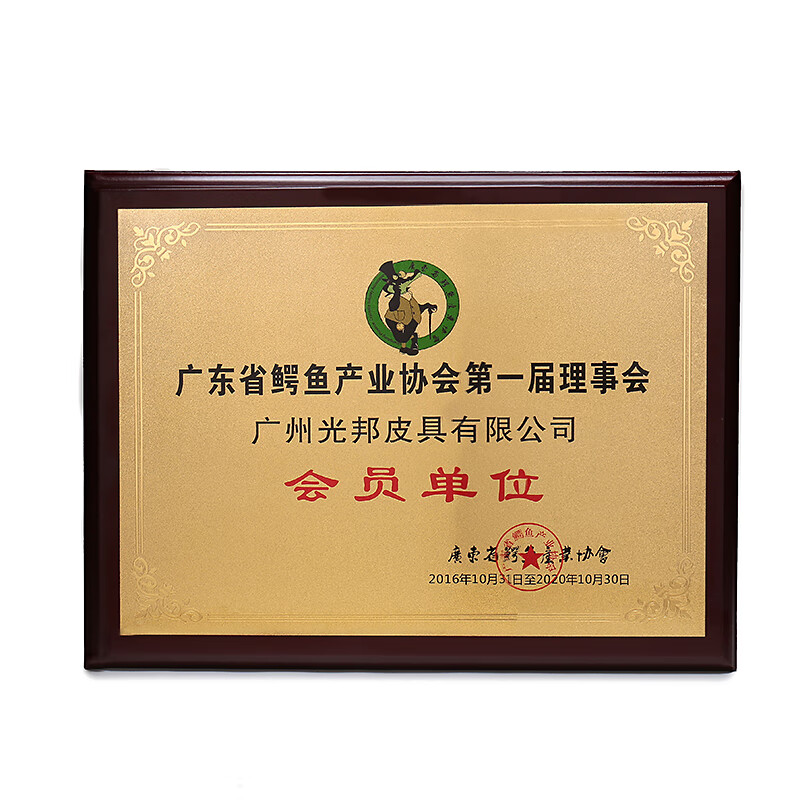 广东省鳄鱼产业协会第一届理事会
广州光邦皮具有限公司
会员单位
廣東省鳄鱼產業协會
2016年10月31日至2020年10月30日